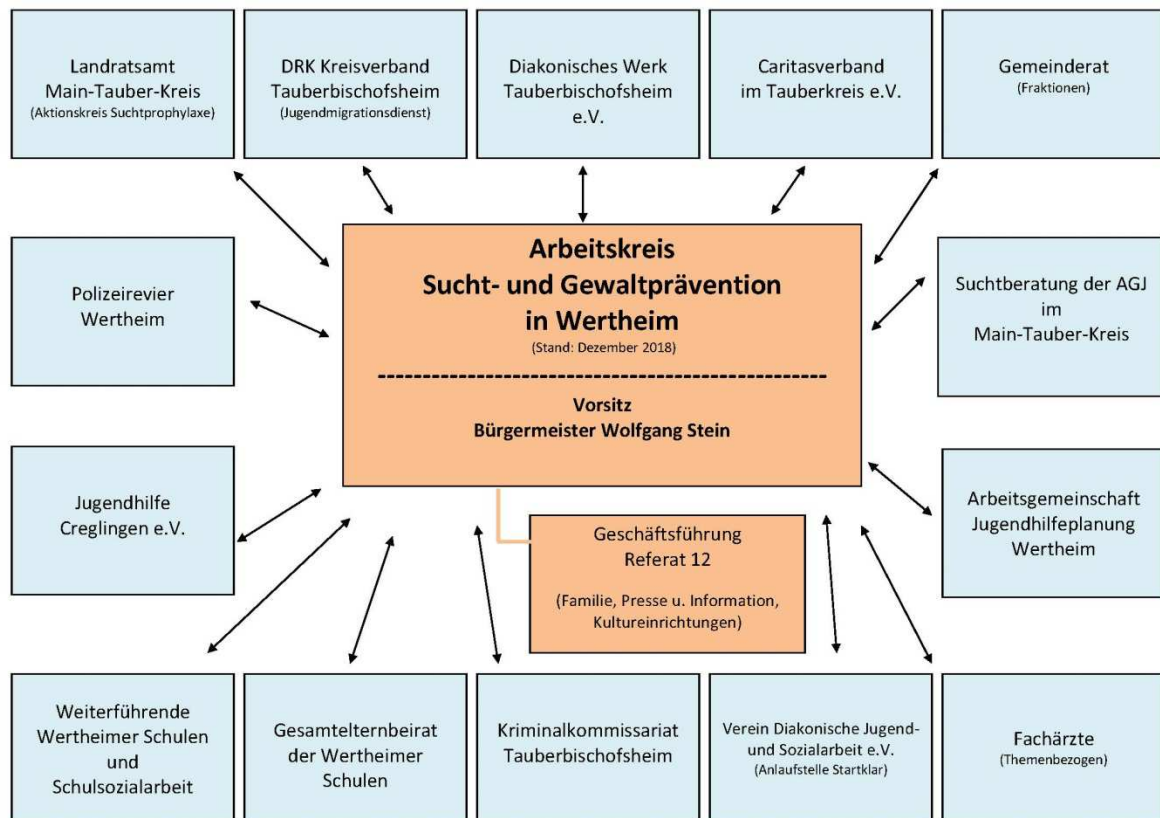 Landratsamt
Main-Tauber-Kreis
(Aktionskreis Suchtprophylaxe)
DRK Kreisverband
Tauberbischofsheim
(Jugendmigrationsdienst)
Diakonisches Werk
Tauberbischofsheim
e.V.
Caritasverband
im Tauberkreis e.V.
Gemeinderat
(Fraktionen)
Polizeirevier
Wertheim
Arbeitskreis
Sucht- und Gewaltprävention
in Wertheim
(Stand: Dezember 2018)
Vorsitz
Bürgermeister Wolfgang Stein
Suchtberatung der AGJ
im
Main-Tauber-Kreis
Jugendhilfe
Creglingen e.V.
Geschäftsführung
Referat 12
(Familie, Presse u. Information,
Kultureinrichtungen)
Arbeitsgemeinschaft
Jugendhilfeplanung
Wertheim
Weiterführende
Wertheimer Schulen
und
Schulsozialarbeit
Gesamtelternbeirat
der Wertheimer
Schulen
Kriminalkommissariat
Tauberbischofsheim
Verein Diakonische Jugend-
und Sozialarbeit e.V.
(Anlaufstelle Startklar)
Fachärzte
(Themenbezogen)